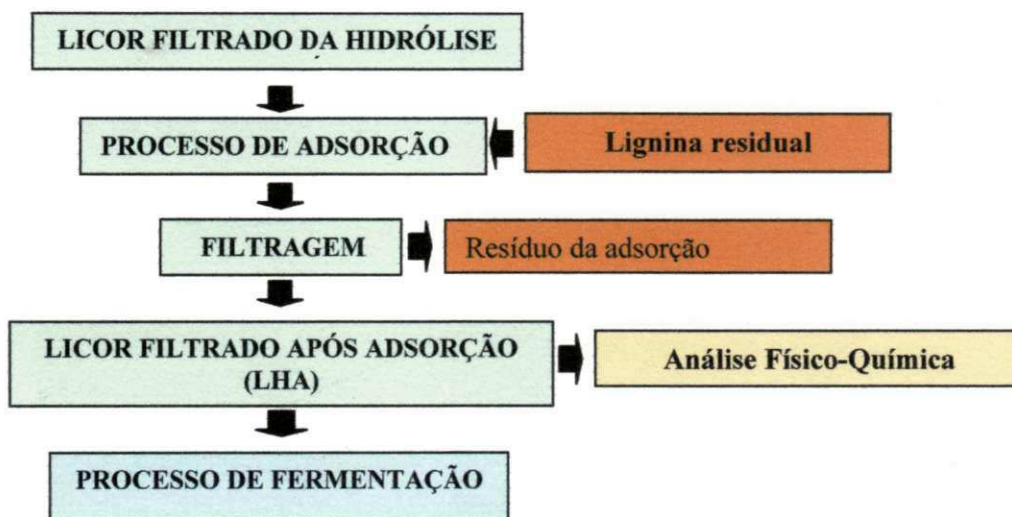 LICOR FILTRADO DA HIDRÓLISE
PROCESSO DE ADSORÇÃO
Lignina residual
FILTRAGEM
Resíduo da adsorção
LICOR FILTRADO APÓS ADSORÇÃO
(LHA)
Análise Físico-Química
PROCESSO DE FERMENTAÇÃO